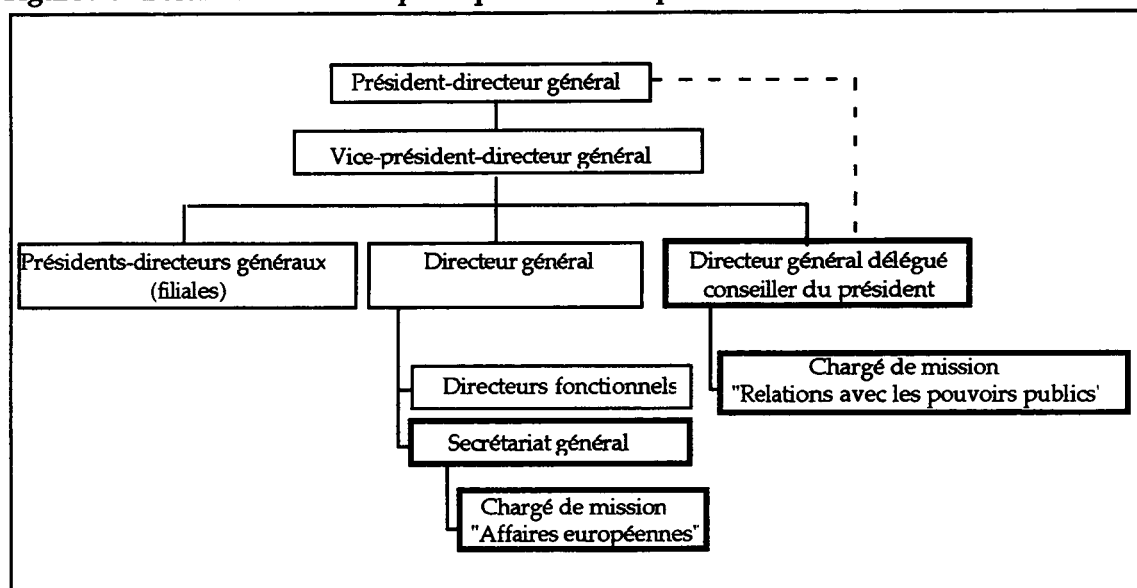 Président-directeur général
Vice-président-directeur général
Présidents-directeurs généraux
(filiales)
Directeur général
Directeur général délégué
conseiller du président
Directeurs fonctionnels
Secrétariat général
Chargé de mission
"Affaires européennes"
Chargé de mission
"Relations avec les pouvoirs publics'